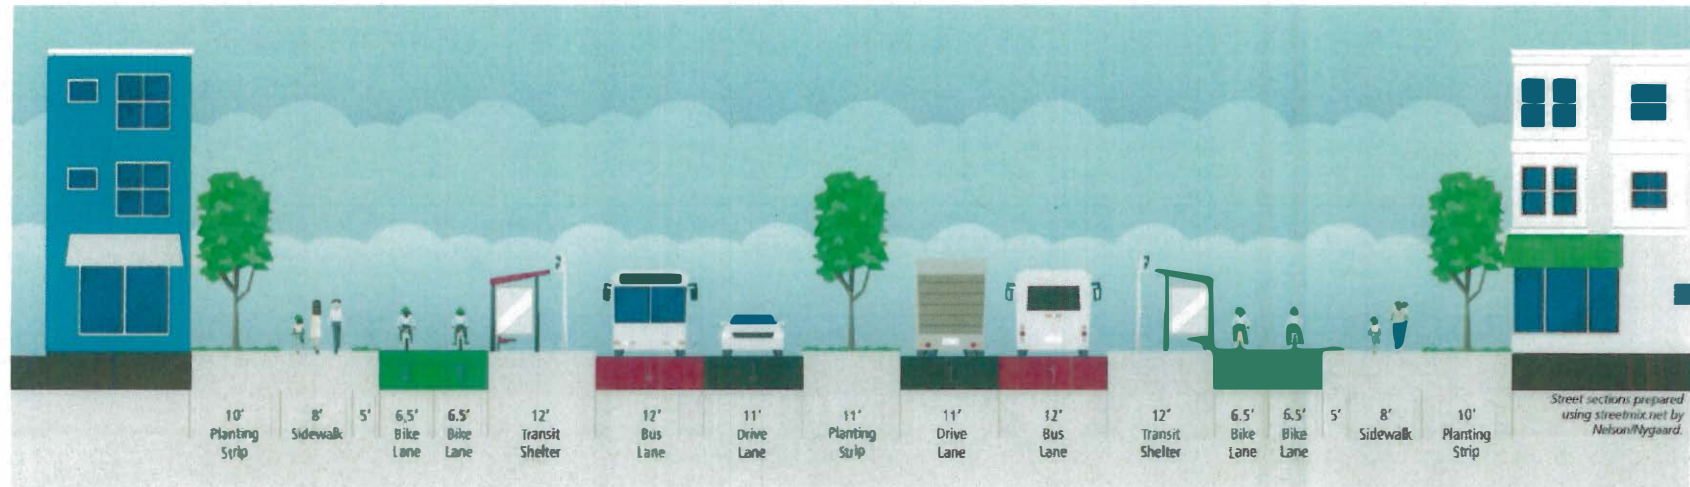 10' 8' 5' 6.5' 6.5' 12' 12' 11' 11' 11' 12' 12' 6.5' 6.5' 5' 8' 10'
Planting Sidewalk Bike Bike Transit Bus Drive Planting Drive Bus Transit Bike Bike Sidewalk Planting
Strip Lane Lane Shelter Lane Lane Strip Lane Lane Shelter Lane Lane Strip
Street sections prepared
using streetmix.net by
Nelson/Nygaard.